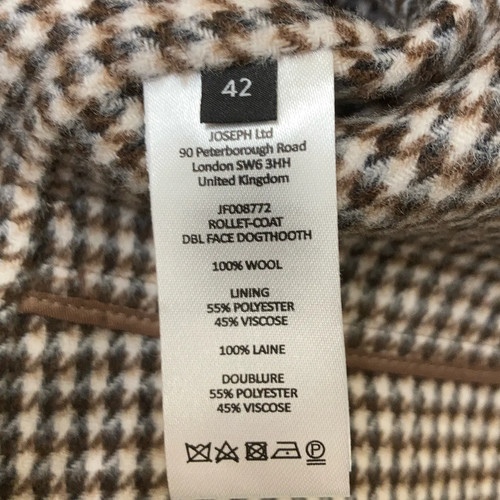 42
JOSEPH Ltd
90 Peterborough Road
London SW6 3HH
United Kingdom
JF008772
ROLLET-COAT
DBL FACE DOGTHOOTH
100% WOOL
LINING
55% POLYESTER
45% VISCOSE
100% LAINE
DOUBLURE
55% POLYESTER
45% VISCOSE
P